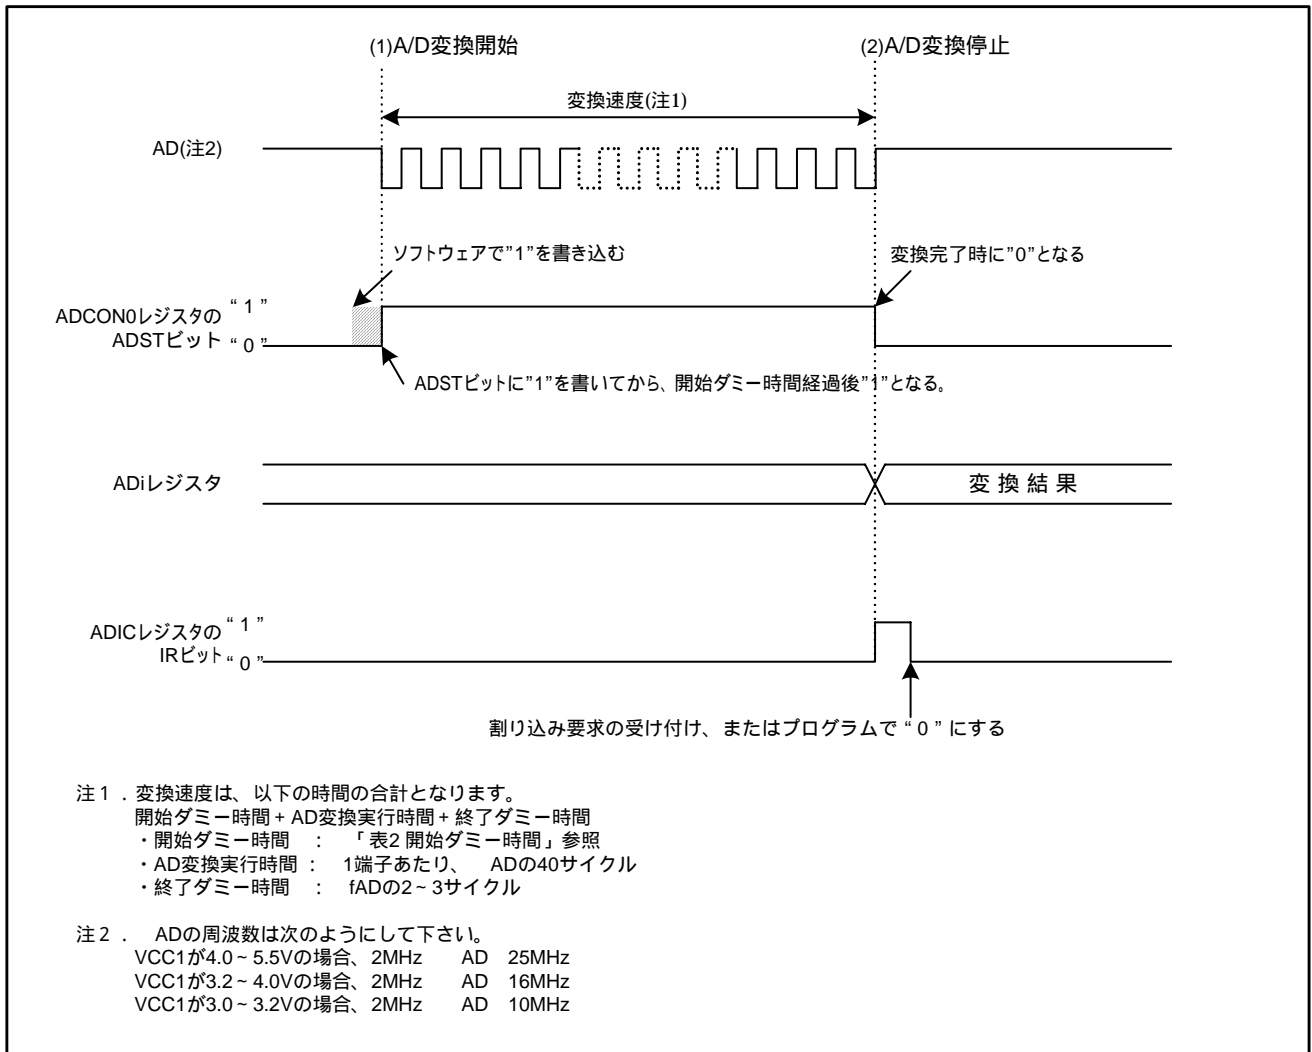 (1)A/D変換開始
(2)A/D変換停止
変換速度(注1)
AD(注2)
ソフトウェアで”1”を書き込む
変換完了時に”0”となる
ADCON0レジスタの “ 1 ”
ADSTビット “ 0 ”
ADSTビットに”1”を書いてから、開始ダミー時間経過後”1”となる。
ADiレジスタ
変 換 結 果
ADICレジスタの “ 1 ”
IRビット “ 0 ”
割り込み要求の受け付け、またはプログラムで “ 0 ” にする
注1 . 変換速度は、以下の時間の合計となります。
開始ダミー時間 + AD変換実行時間 + 終了ダミー時間
・開始ダミー時間 : 「表2 開始ダミー時間」参照
・AD変換実行時間 : 1端子あたり、 ADの40サイクル
・終了ダミー時間 : fADの2~3サイクル
注2 . ADの周波数は次のようにして下さい。
VCC1が4.0~5.5Vの場合、2MHz AD 25MHz
VCC1が3.2~4.0Vの場合、2MHz AD 16MHz
VCC1が3.0~3.2Vの場合、2MHz AD 10MHz